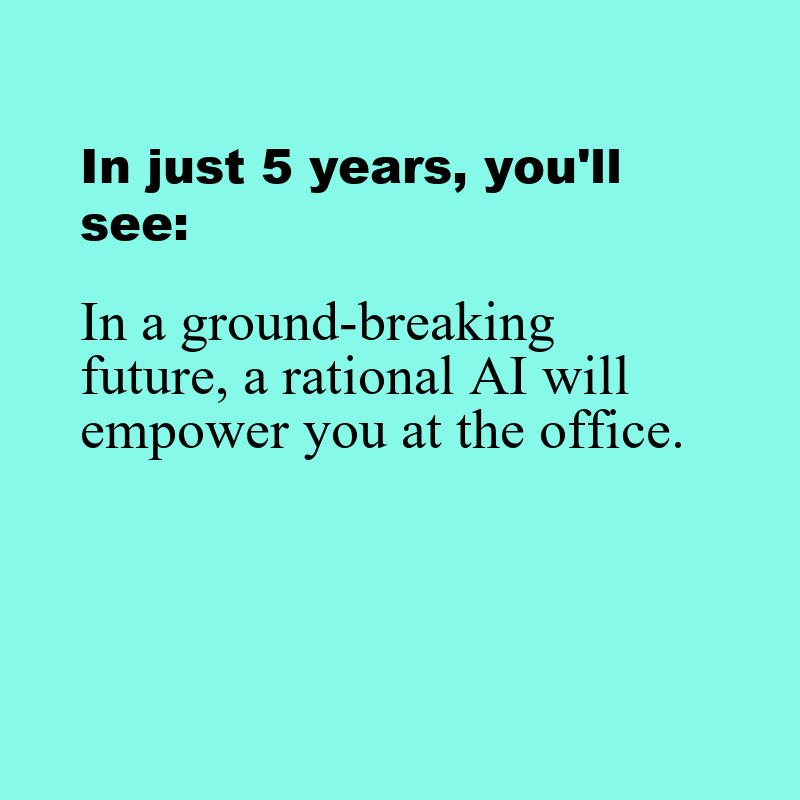 In just 5 years, you'll
see:
In a ground-breaking
future, a rational AI will
empower you at the office.